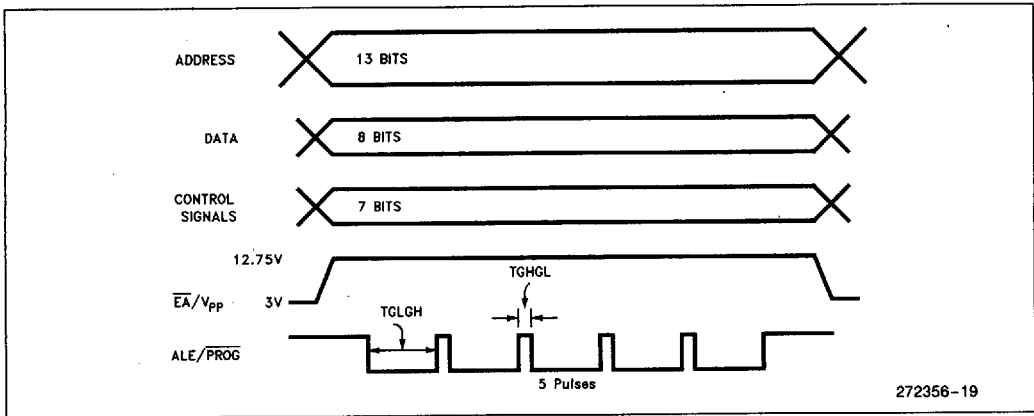 ADDRESS
13 BITS
DATA
8 BITS
CONTROL
SIGNALS
7 BITS
12.75V
EA/VPP
3V
TGLGH
TGHGL
ALE/PROG
5 Pulses
272356-19